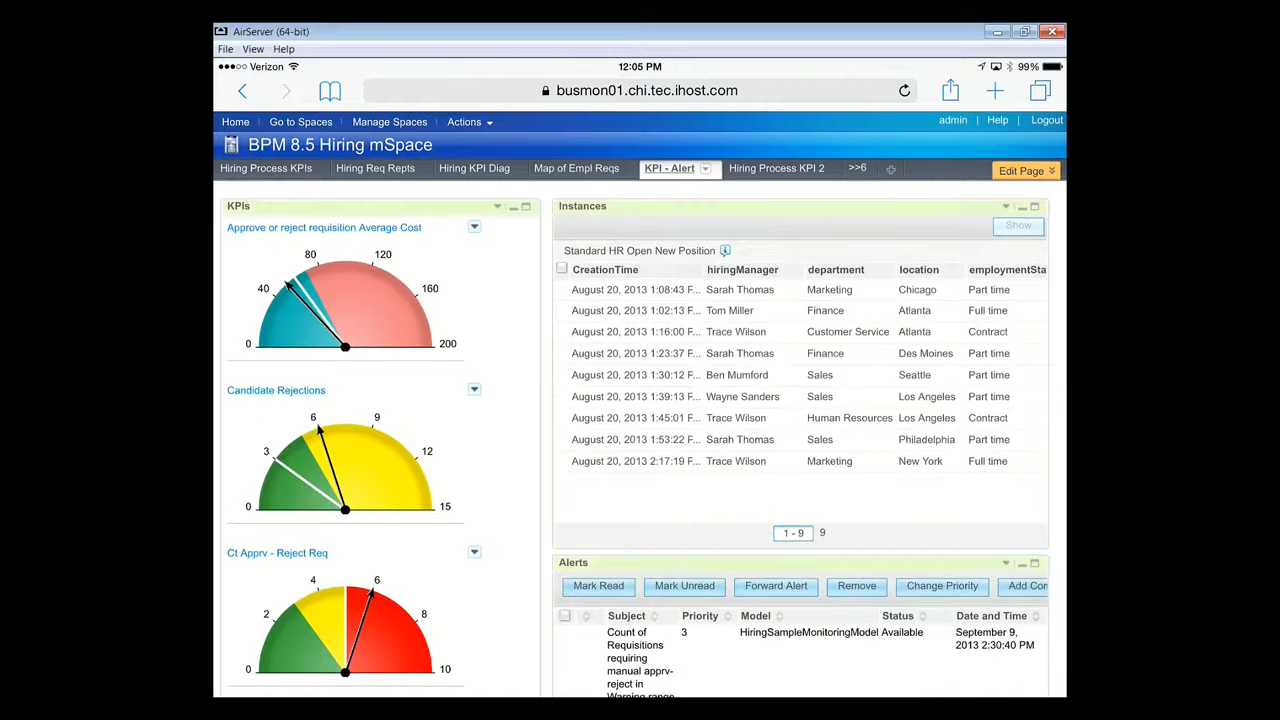 AirServer (64-bit)
File View Help
Verizon 12:05 PM 99%
busmon01.chi.tec.ihost.com
Home Go to Spaces Manage Spaces Actions admin | Help | Logout
BPM 8.5 Hiring mSpace
Hiring Process KPIs Hiring Req Repts Hiring KPI Diag Map of Empl Reqs KPI - Alert Hiring Process KPI 2 >>6 Edit Page
KPIs
Approve or reject requisition Average Cost
80 120
40 160
0 200
Candidate Rejections
6 9
3 12
0 15
Ct Apprv - Reject Req
4 6
2 8
0 10
Instances
Show
Standard HR Open New Position
CreationTime hiringManager department location employmentSta
August 20, 2013 1:08:43 F... Sarah Thomas Marketing Chicago Part time
August 20, 2013 1:02:13 F... Tom Miller Finance Atlanta Full time
August 20, 2013 1:16:00 F... Trace Wilson Customer Service Atlanta Contract
August 20, 2013 1:23:37 F... Sarah Thomas Finance Des Moines Part time
August 20, 2013 1:30:12 F... Ben Mumford Sales Seattle Part time
August 20, 2013 1:39:13 F... Wayne Sanders Sales Los Angeles Part time
August 20, 2013 1:45:01 F... Trace Wilson Human Resources Los Angeles Contract
August 20, 2013 1:53:22 F... Sarah Thomas Sales Philadelphia Part time
August 20, 2013 2:17:19 F... Trace Wilson Marketing New York Full time
1 - 9 9
Alerts
Mark Read Mark Unread Forward Alert Remove Change Priority Add Con
Subject Priority Model Status Date and Time
Count of 3 HiringSampleMonitoringModel Available September 9,
Requisitions 2013 2:30:40 PM
requiring
manual apprv-
reject in
Warning range